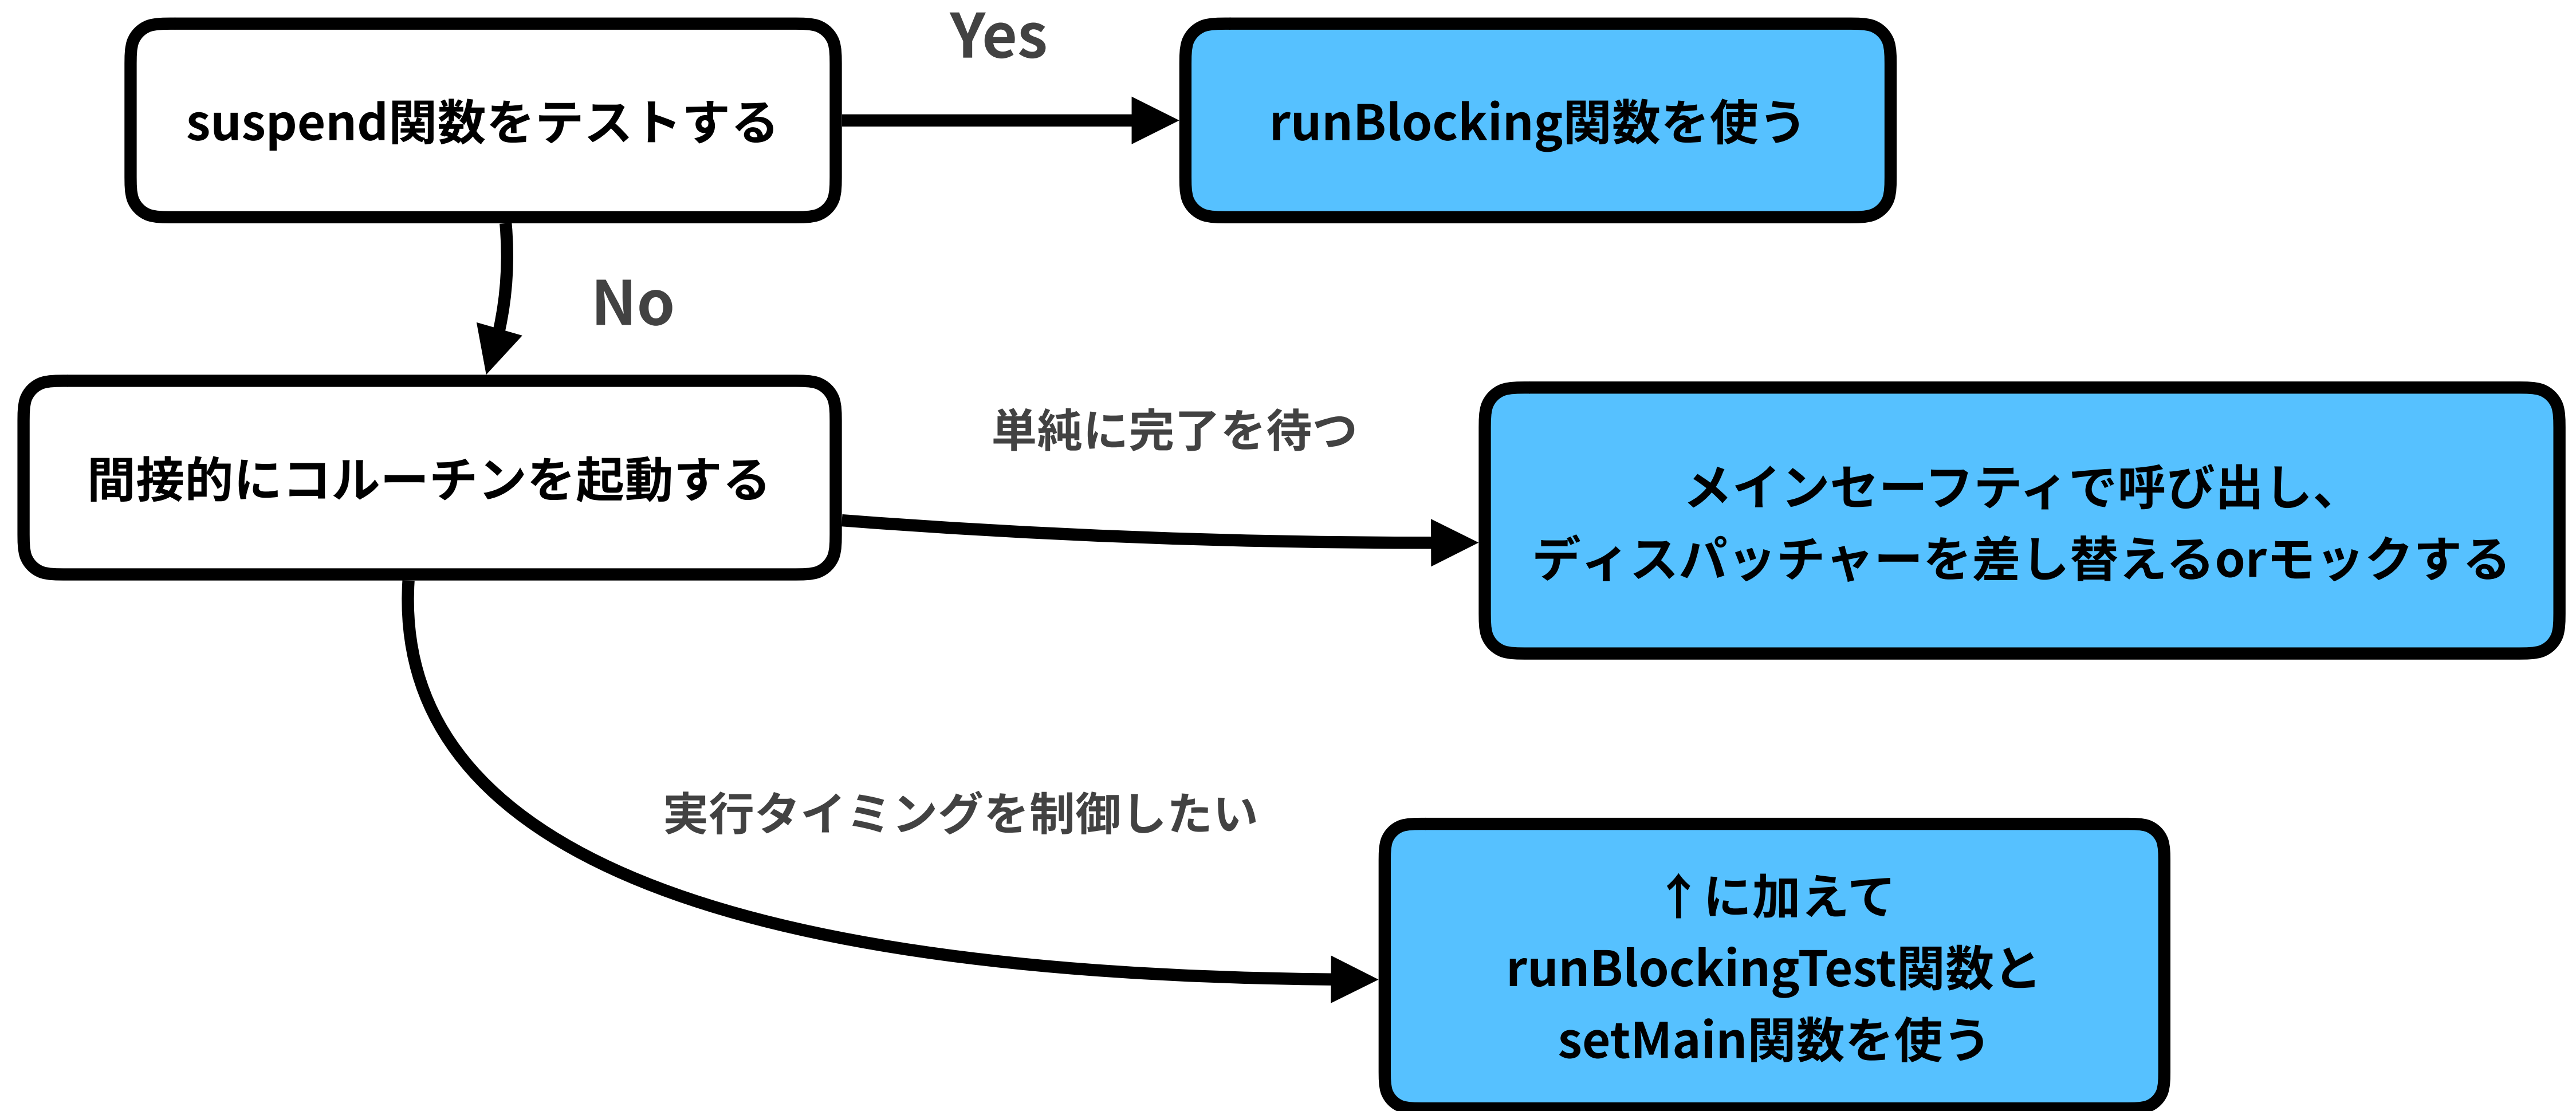 suspend関数をテストする
Yes
runBlocking関数を使う
No
間接的にコルーチンを起動する
単純に完了を待つ
メインセーフティで呼び出し、
ディスパッチャーを差し替えるorモックする
実行タイミングを制御したい
↑に加えて
runBlockingTest関数と
setMain関数を使う